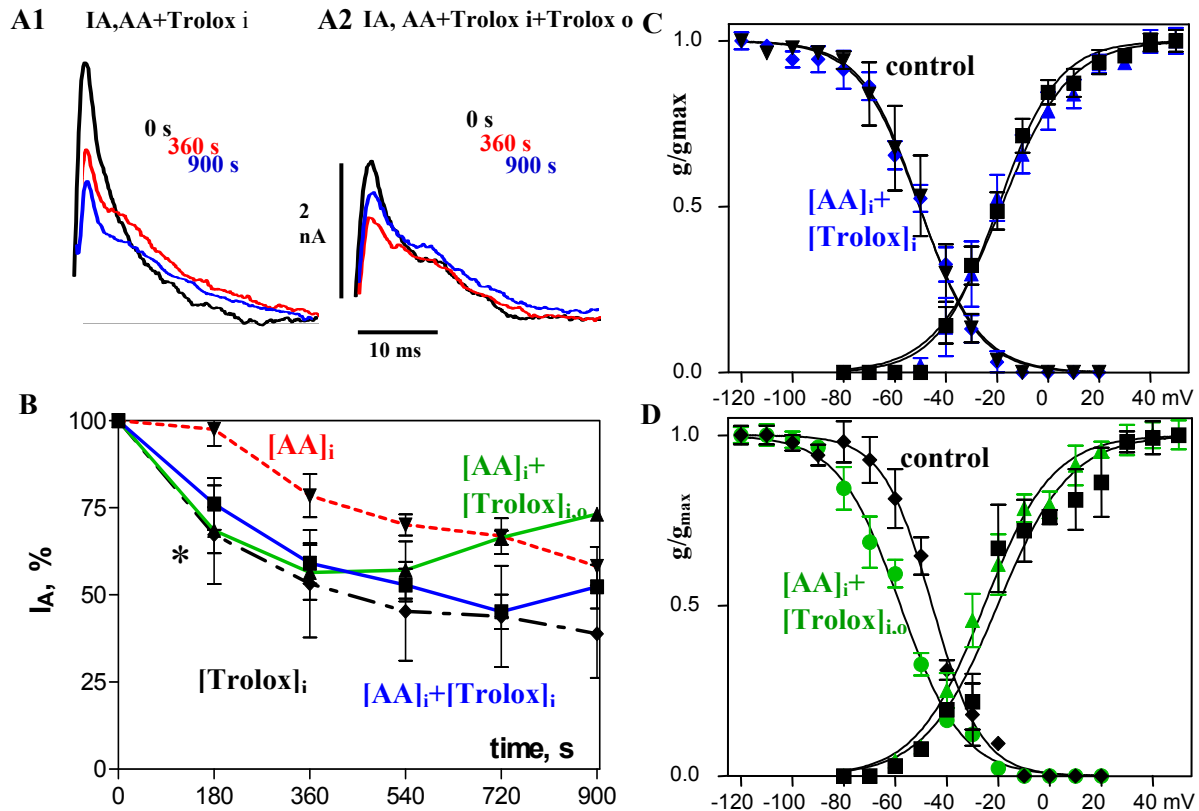 A1 IA,AA+Trolox i
A2 IA, AA+Trolox i+Trolox o
0 s
360 s
900 s
0 s
360 s
900 s
2
nA
10 ms
B
I_A, %
100
75
50
25
0
0 180 360 540 720 900
time, s
[AA]i
[AA]i+
[Trolox]i,o
*
[Trolox]i
[AA]i+[Trolox]i
C
g/gmax
1.0
0.5
0.0
control
[AA]i+
[Trolox]i
-120 -100 -80 -60 -40 -20 0 20 40 mV
D
g/gmax
1.0
0.5
0.0
control
[AA]i+
[Trolox]i,o
-120 -100 -80 -60 -40 -20 0 20 40 mV